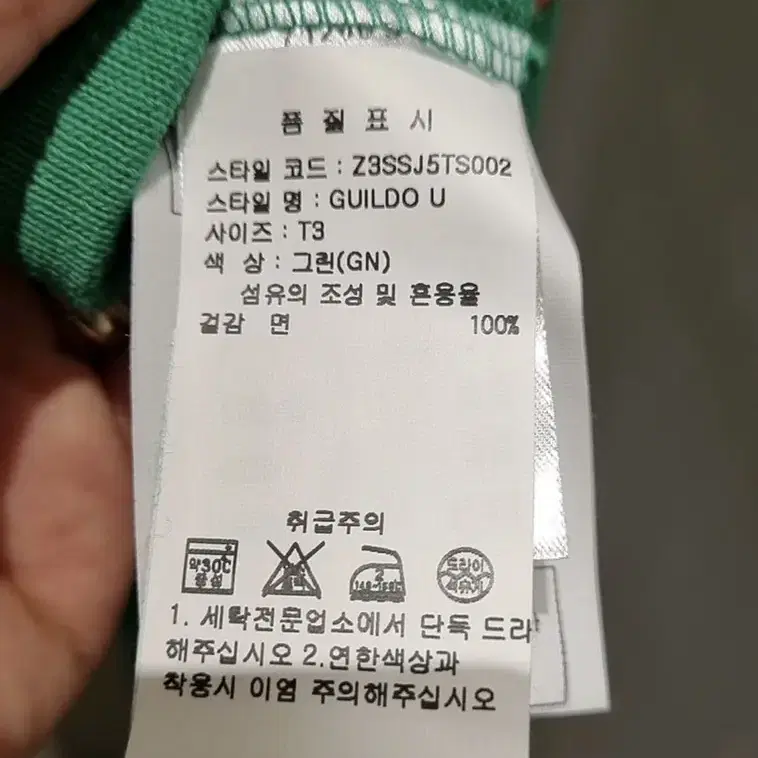 품 질 표 시
스타일 코드 : Z3SSJ5TS002
스타일 명 : GUILDO U
사이즈 : T3
색 상 : 그린(GN)
섬유의 조성 및 혼용율
겉감 면 100%
취급주의
약30℃ 중성
드라이
1. 세탁전문업소에서 단독 드라
해주십시오 2.연한색상과
착용시 이염 주의해주십시오